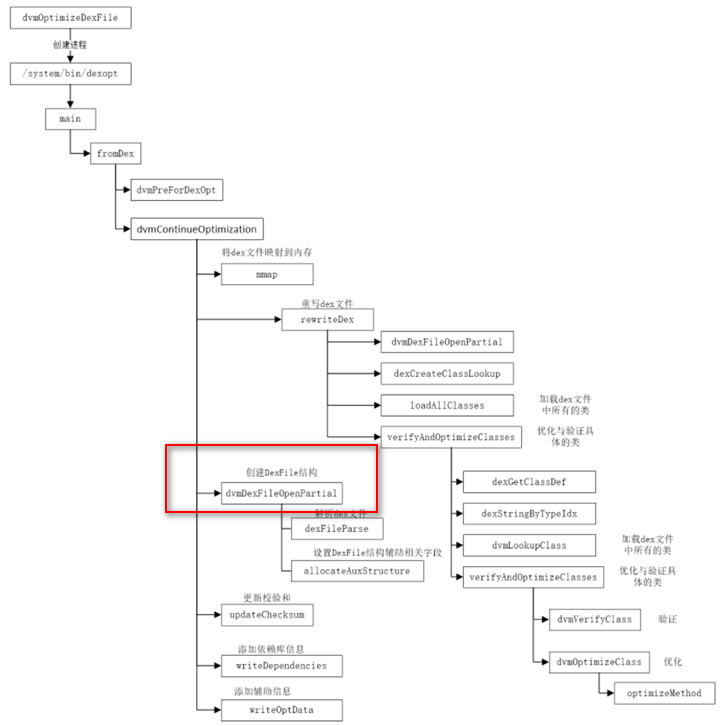 dvmOptimizeDexFile
创建进程
/system/bin/dexopt
main
fromDex
dvmPreForDexOpt
dvmContinueOptimization
将dex文件映射到内存
mmap
重写dex文件
rewriteDex
dvmDexFileOpenPartial
dexCreateClassLookup
loadAllClasses
加载dex文件
中所有的类
verifyAndOptimizeClasses
优化与验证具
体的类
创建DexFile结构
dvmDexFileOpenPartial
解析dex文件
dexFileParse
设置DexFile结构辅助相关字段
allocateAuxStructure
dexGetClassDef
dexStringByTypeIdx
dvmLookupClass
加载dex文件
中所有的类
verifyAndOptimizeClasses
优化与验证具
体的类
dvmVerifyClass
验证
dvmOptimizeClass
优化
optimizeMethod
更新校验和
updateChecksum
添加依赖库信息
writeDependencies
添加辅助信息
writeOptData